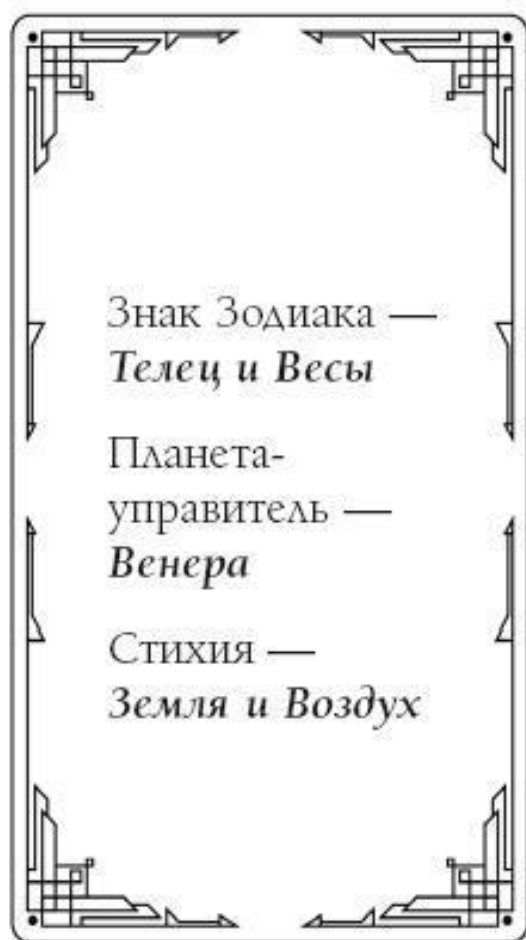 Знак Зодиака —
Телец и Весы
Планета-
управитель —
Венера
Стихия —
Земля и Воздух